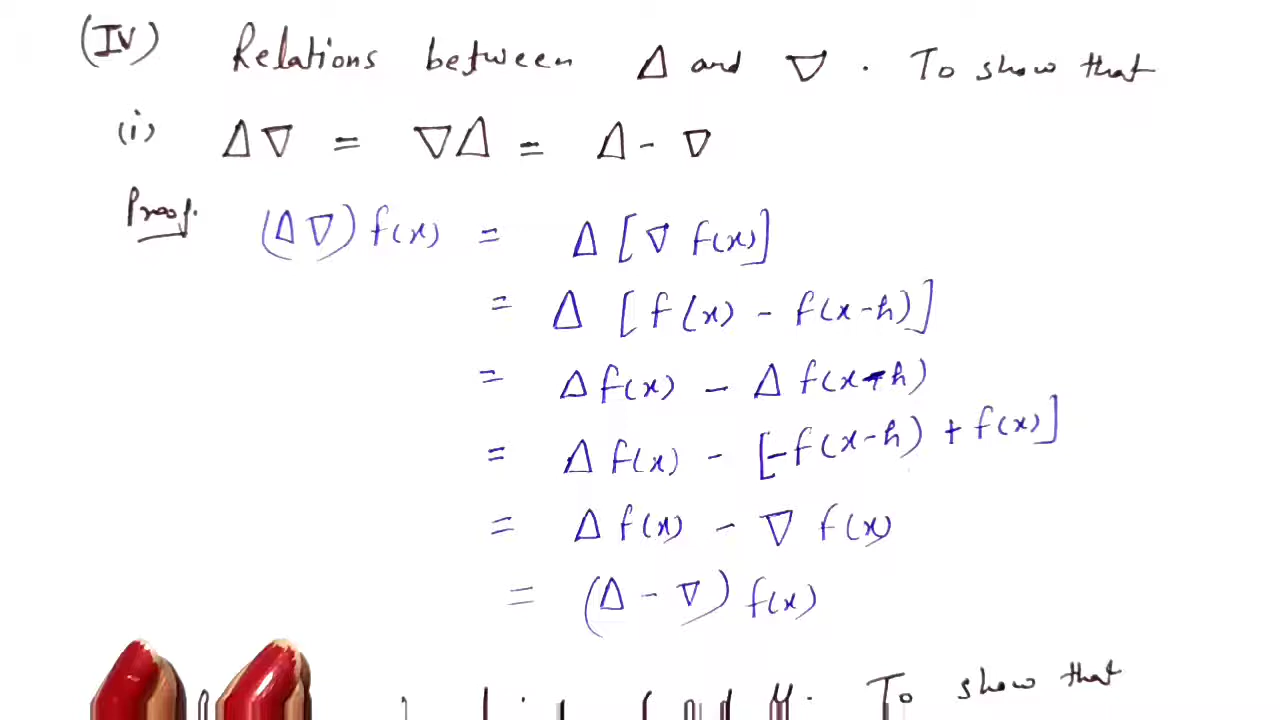 (IV) Relations between Δ and ∇. To show that
(i) Δ∇ = ∇Δ = Δ - ∇
Proof. (Δ∇) f(x) = Δ [∇ f(x)]
= Δ [f(x) - f(x-h)]
= Δ f(x) - Δ f(x-h)
= Δ f(x) - [-f(x-h) + f(x)]
= Δ f(x) - ∇ f(x)
= (Δ - ∇) f(x)
To show that